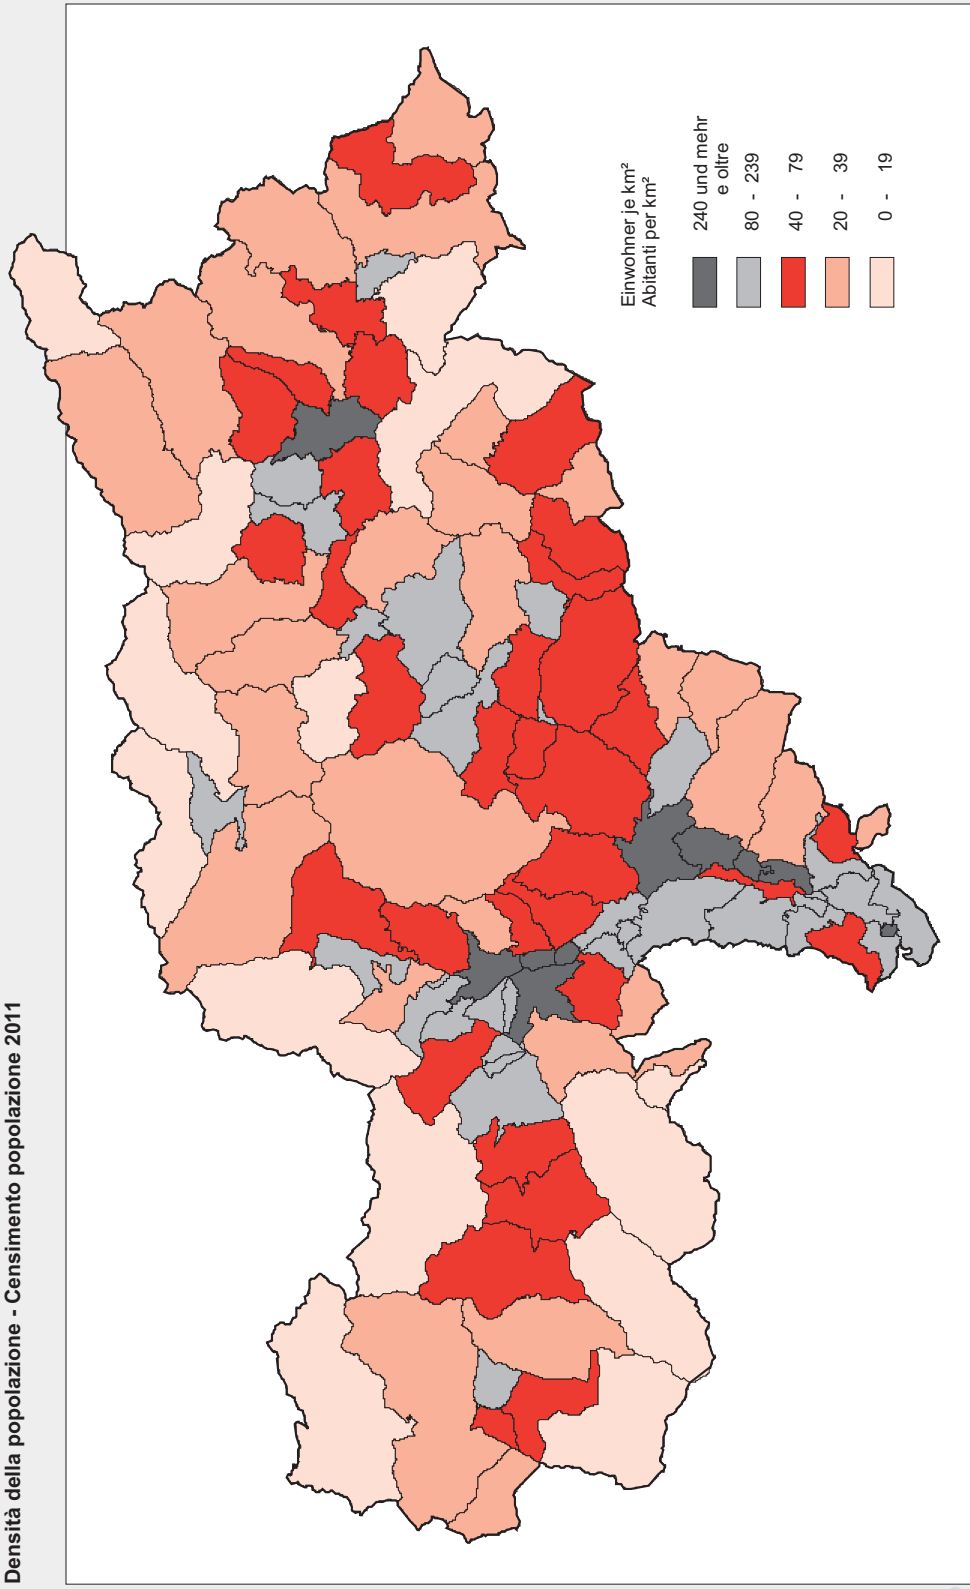 Densità della popolazione - Censimento popolazione 2011
Einwohner je km²
Abitanti per km²
240 und mehr
e oltre
80 - 239
40 - 79
20 - 39
0 - 19